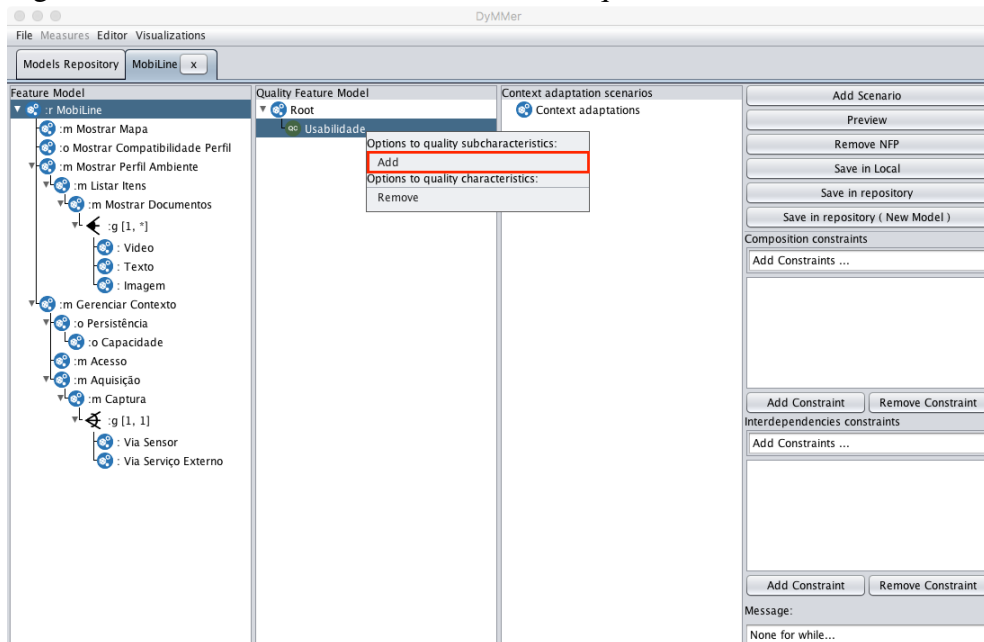 DyMMer
File Measures Editor Visualizations
Models Repository MobiLine x
Feature Model
:r MobiLine
:m Mostrar Mapa
:o Mostrar Compatibilidade Perfil
:m Mostrar Perfil Ambiente
:m Listar Itens
:m Mostrar Documentos
:g [1, *]
: Video
: Texto
: Imagem
:m Gerenciar Contexto
:o Persistência
:o Capacidade
:m Acesso
:m Aquisição
:m Captura
:g [1, 1]
: Via Sensor
: Via Serviço Externo
Quality Feature Model
Root
QC Usabilidade
Options to quality subcharacteristics:
Add
Options to quality characteristics:
Remove
Context adaptation scenarios
Context adaptations
Add Scenario
Preview
Remove NFP
Save in Local
Save in repository
Save in repository ( New Model )
Composition constraints
Add Constraints ...
Add Constraint Remove Constraint
Interdependencies constraints
Add Constraints ...
Add Constraint Remove Constraint
Message:
None for while...